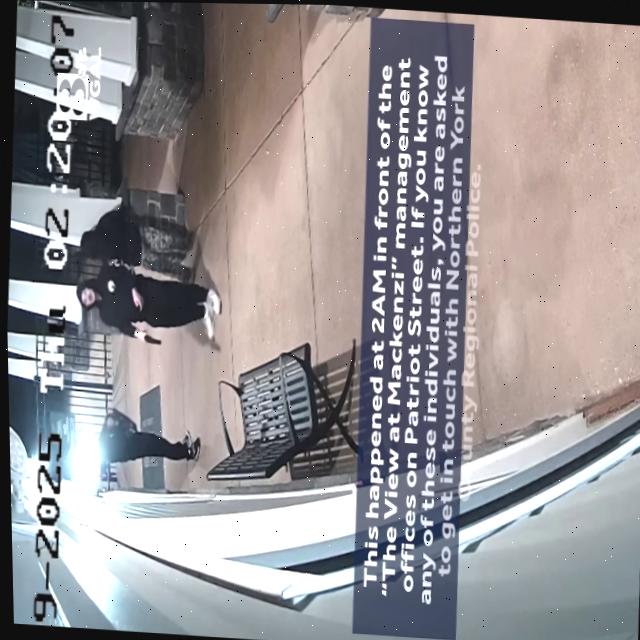 9-2025 Thu 02:20:07
This happened at 2AM in front of the
"The View at Mackenzi" management
offices on Patriot Street. If you know
any of these individuals, you are asked
to get in touch with Northern York
unty Regional Police.